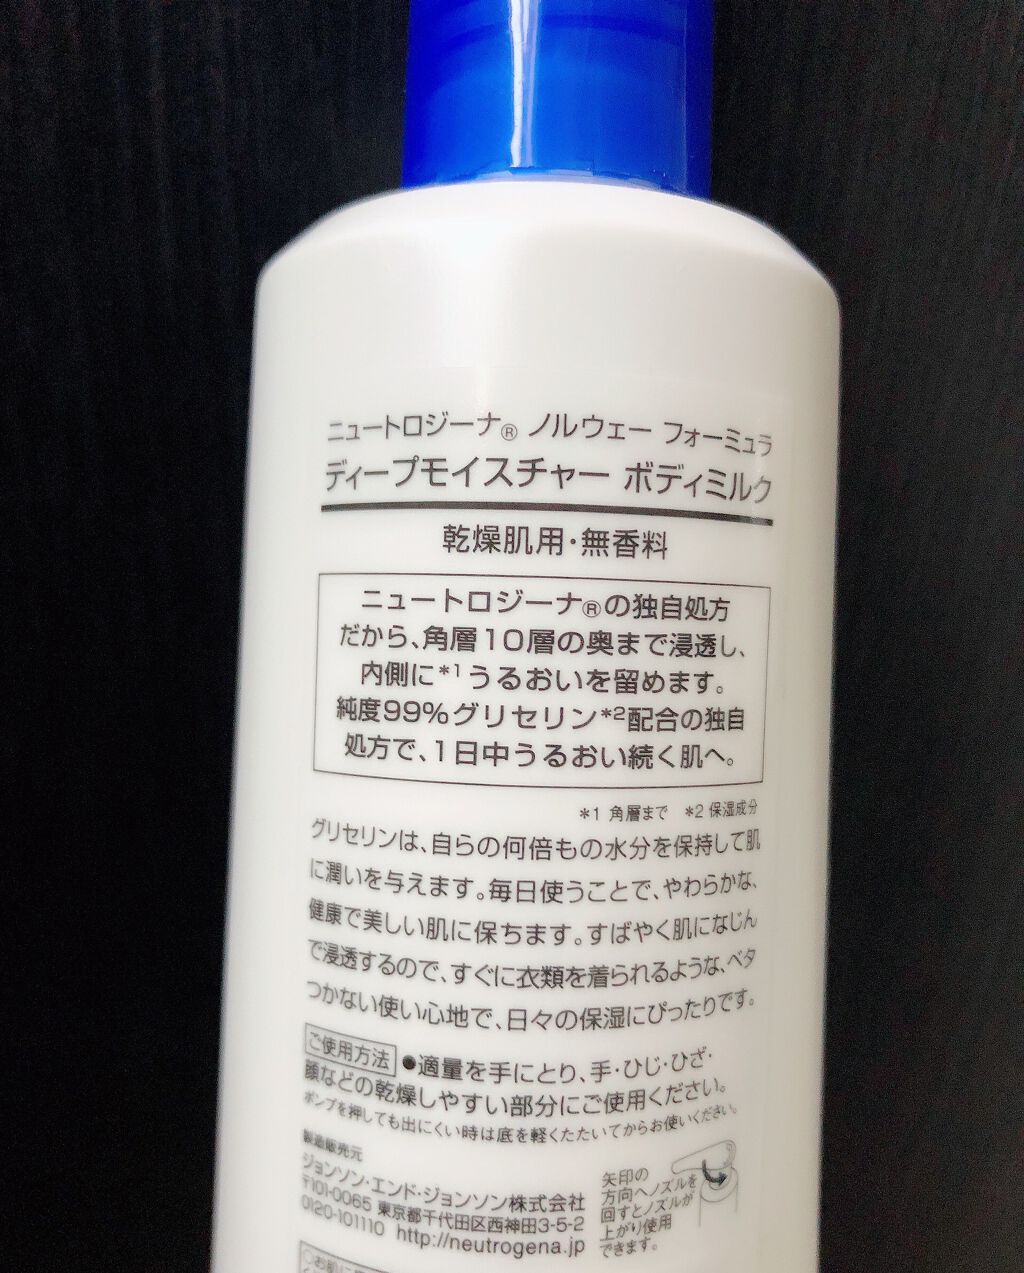 ニュートロジーナ® ノルウェー フォーミュラ
ディープモイスチャー ボディミルク
乾燥肌用・無香料
ニュートロジーナ®の独自処方
だから、角層10層の奥まで浸透し、
内側に*1うるおいを留めます。
純度99%グリセリン*2配合の独自
処方で、1日中うるおい続く肌へ。
*1 角層まで *2 保湿成分
グリセリンは、自らの何倍もの水分を保持して肌
に潤いを与えます。毎日使うことで、やわらかな、
健康で美しい肌に保ちます。すばやく肌になじん
で浸透するので、すぐに衣類を着られるような、ベタ
つかない使い心地で、日々の保湿にぴったりです。
ご使用方法 ●適量を手にとり、手・ひじ・ひざ・
顔などの乾燥しやすい部分にご使用ください。
ポンプを押しても出にくい時は底を軽くたたいてからお使いください。
製造販売元
ジョンソン・エンド・ジョンソン株式会社
〒101-0065 東京都千代田区西神田3-5-2
0120-101110 http://neutrogena.jp
矢印の
方向へノズルを
回すとノズルが
上がり使用
できます。
○お肌に